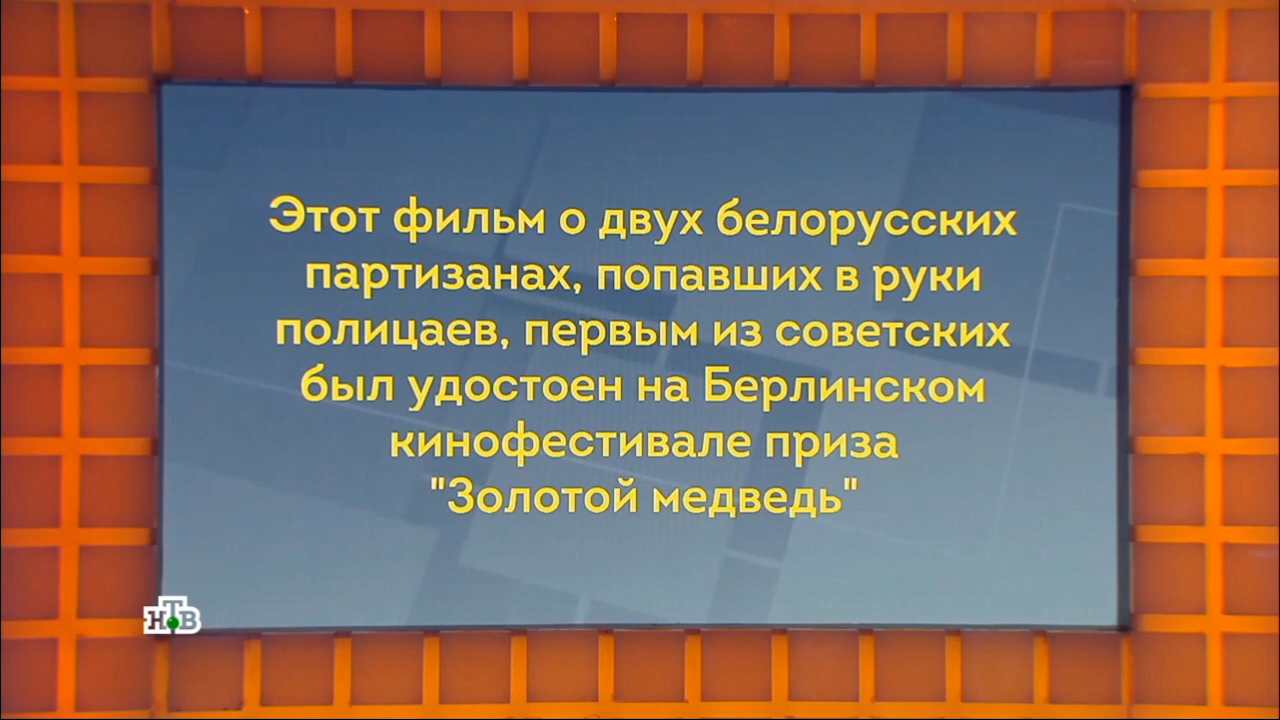 Этот фильм о двух белорусских
партизанах, попавших в руки
полицаев, первым из советских
был удостоен на Берлинском
кинофестивале приза
"Золотой медведь"
НТВ